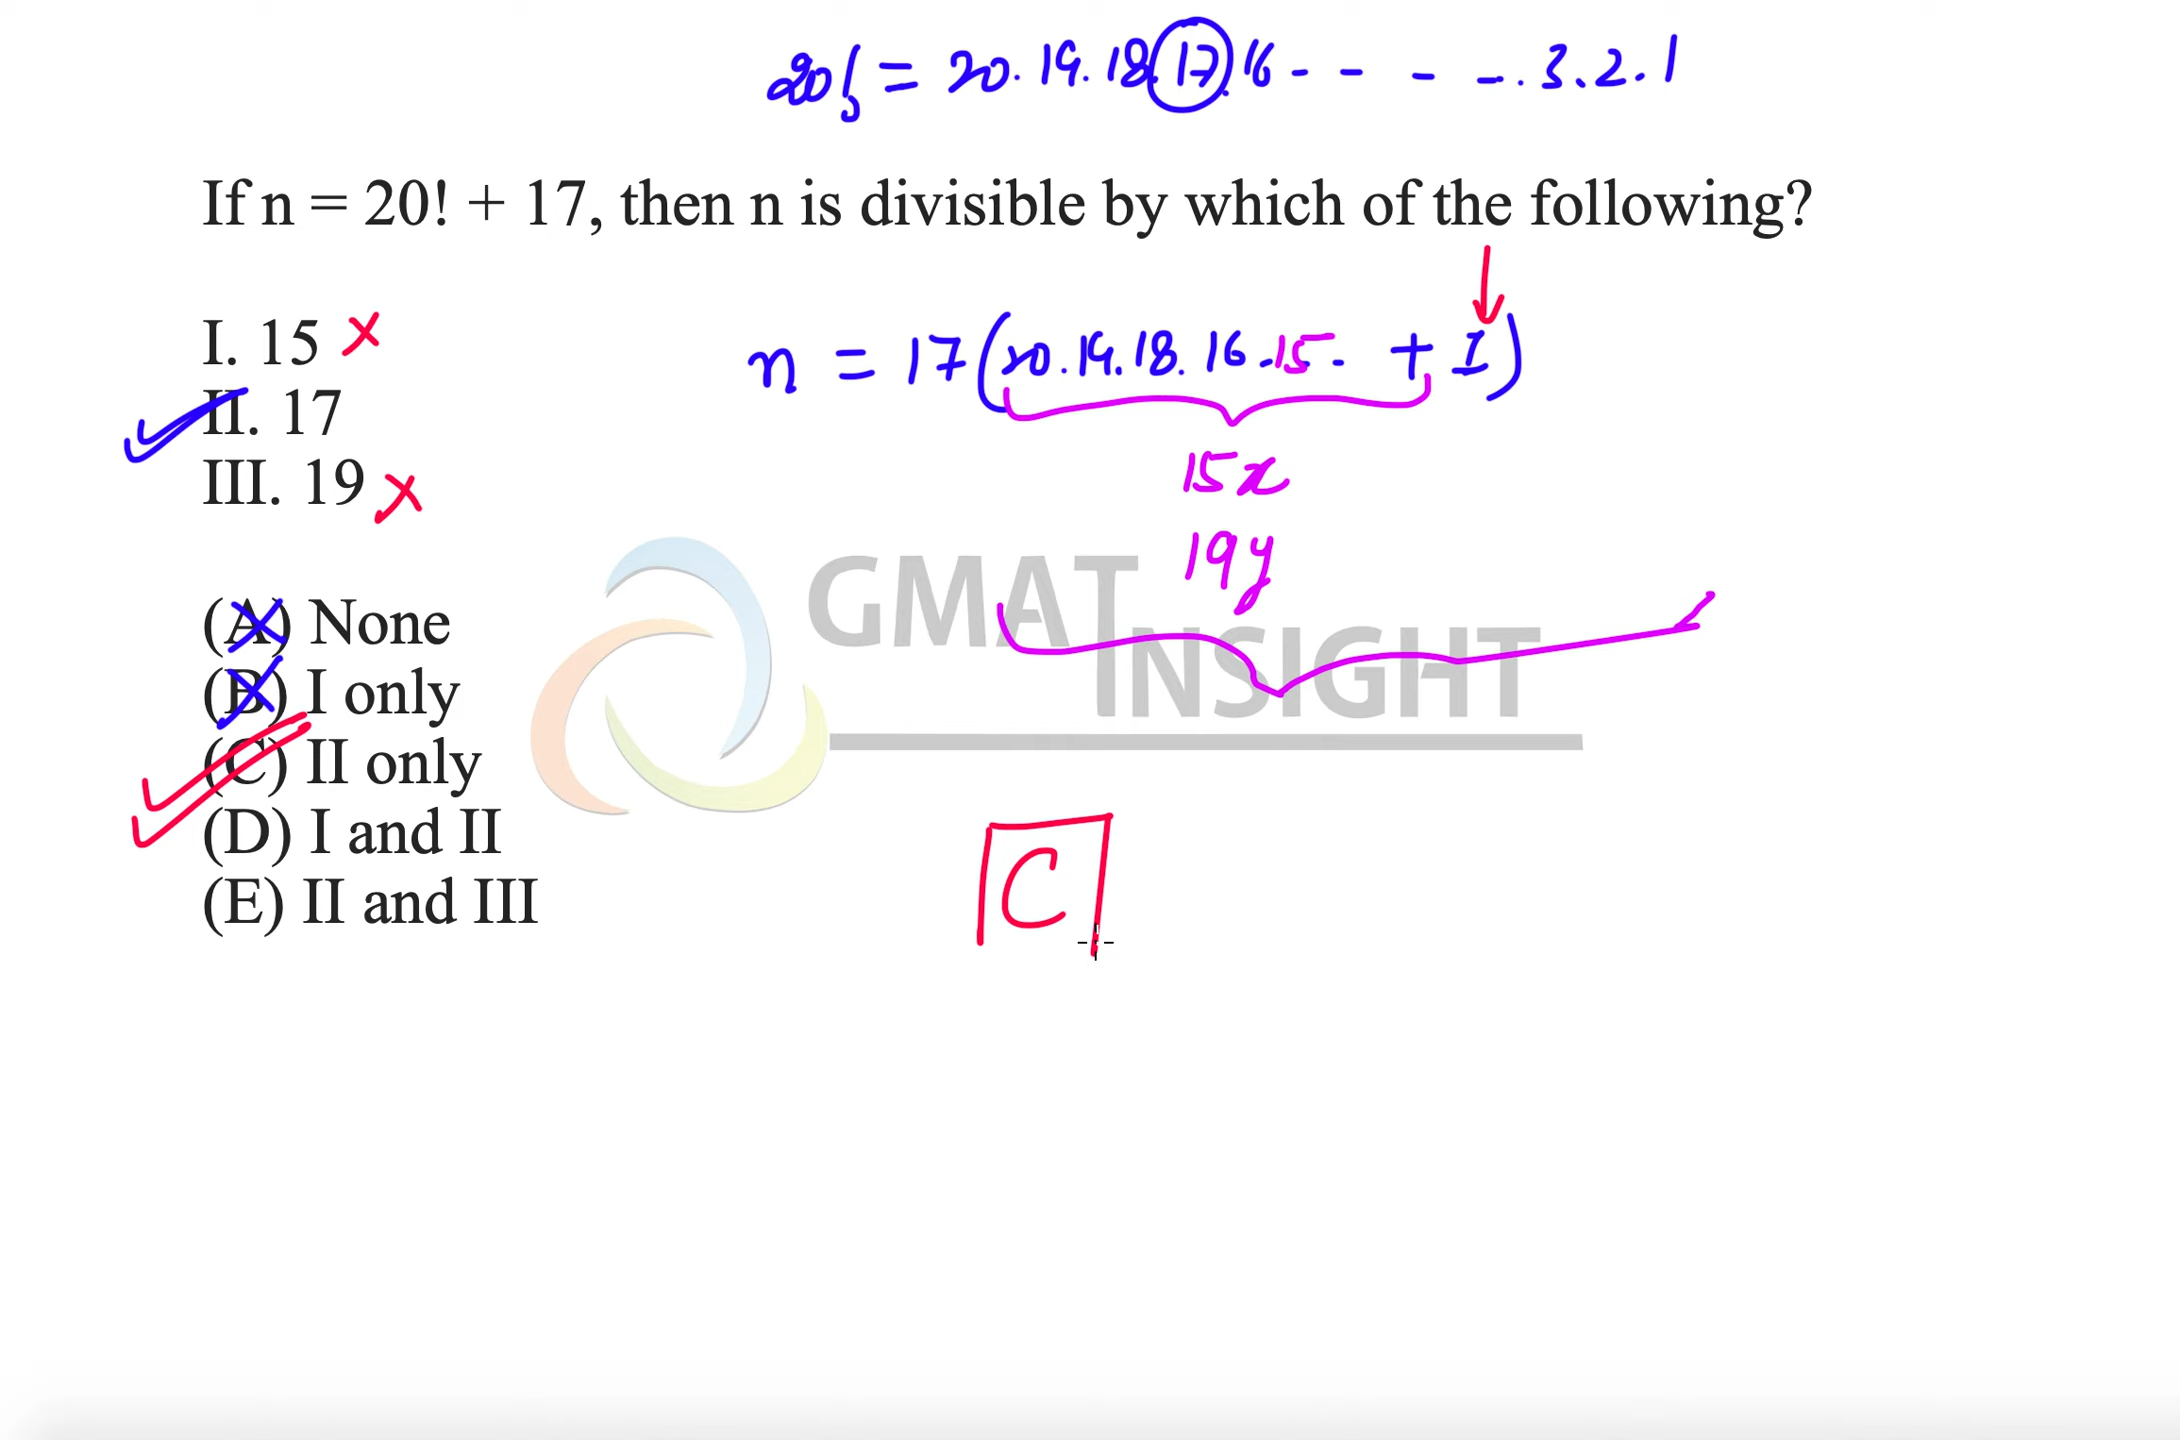 20! = 20. 19. 18. 17. 16 - - - -. 3. 2. 1
If n = 20! + 17, then n is divisible by which of the following?
I. 15 ×
n = 17(20. 19. 18. 16 . 15 - - + 1)
II. 17
15x
III. 19 ×
19y
GMAT
INSIGHT
(A) None
(B) I only
(C) II only
(D) I and II
C
(E) II and III